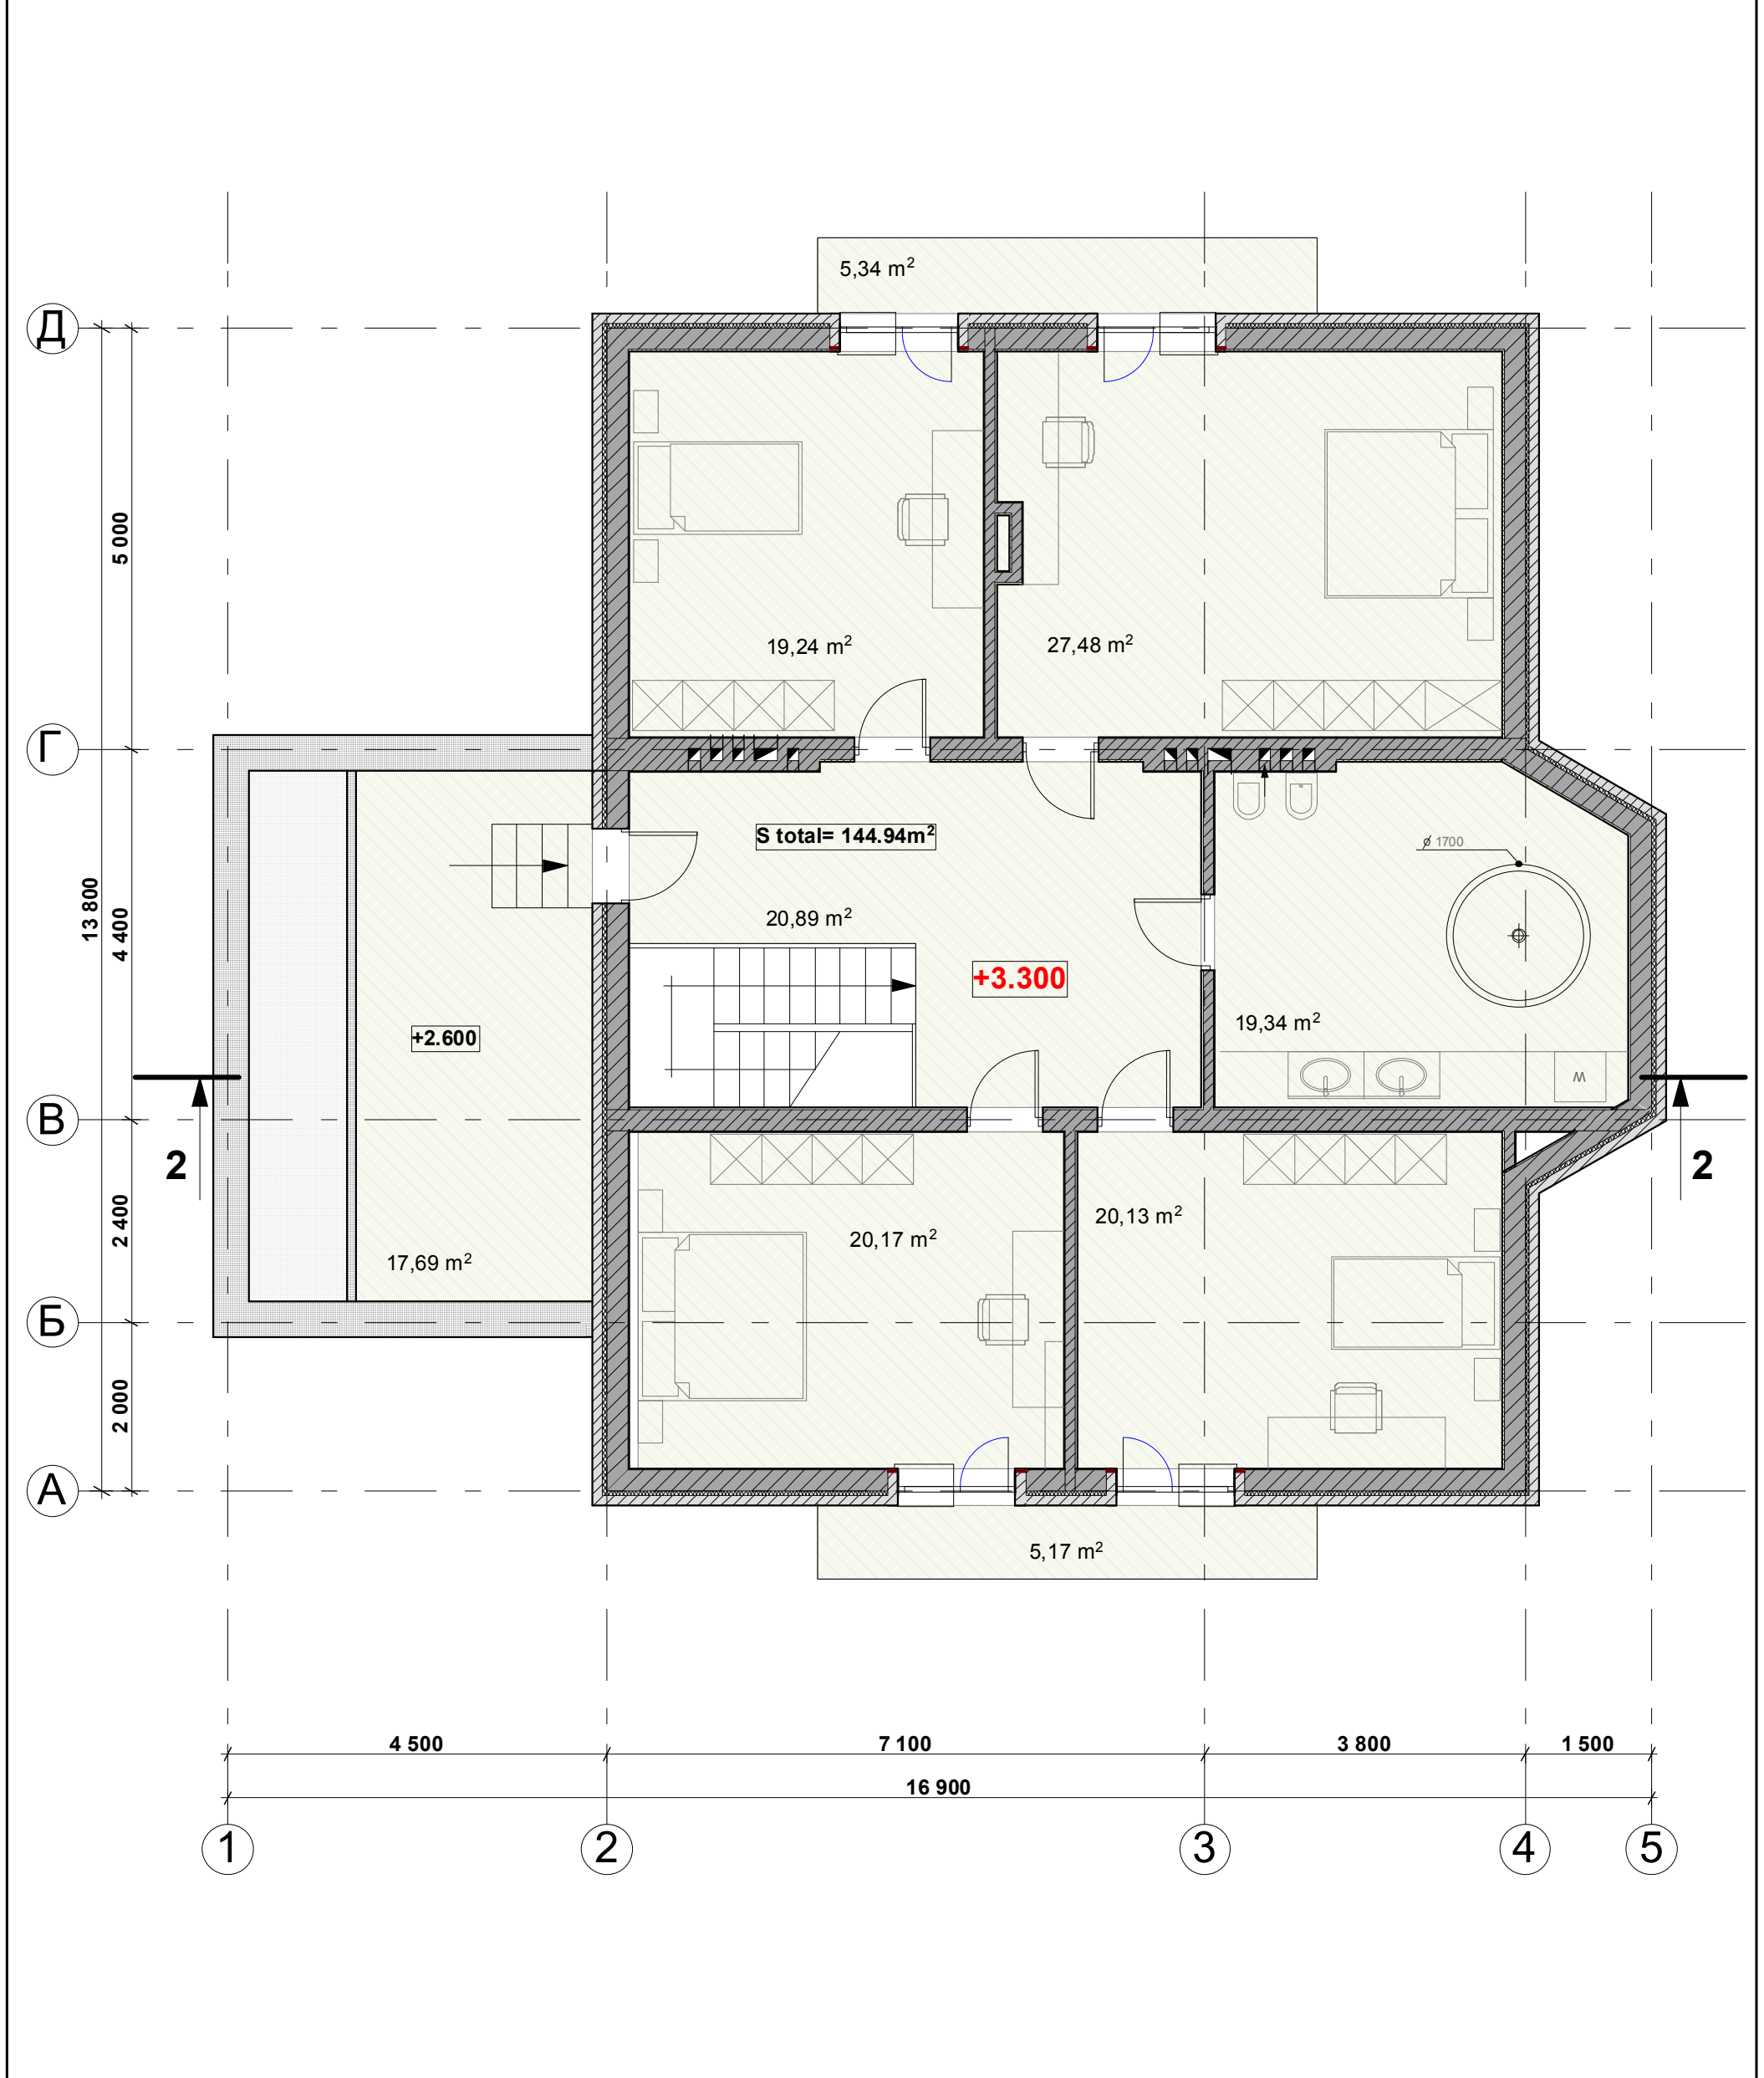 5,34 m²
Д
5 000
19,24 m²
27,48 m²
Г
S total= 144.94m²
ø 1700
13 800
4 400
20,89 m²
+3.300
19,34 m²
+2.600
W
В
2
2
2 400
20,13 m²
20,17 m²
17,69 m²
Б
2 000
А
5,17 m²
4 500
7 100
3 800
1 500
16 900
1
2
3
4
5